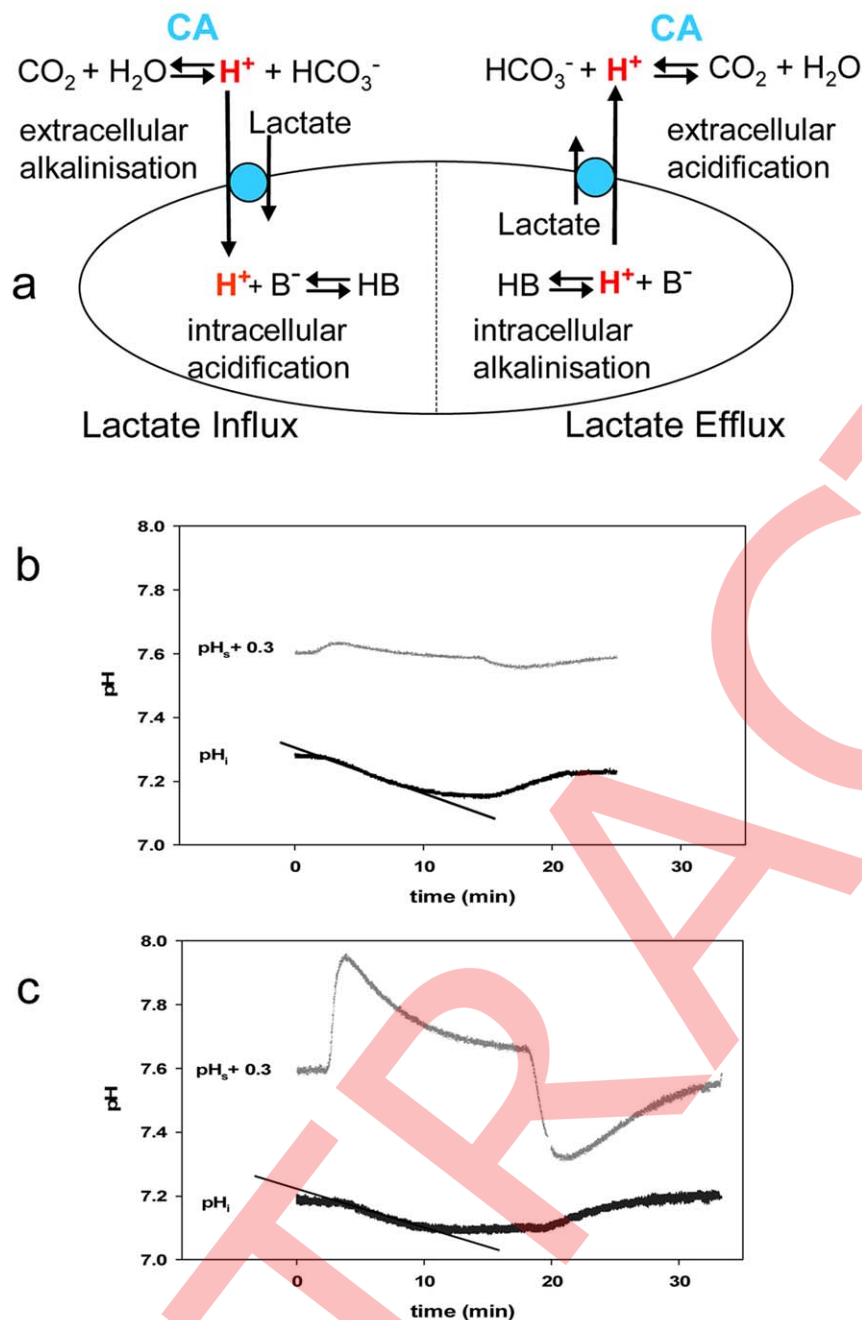 CA
CO₂ + H₂O ⇌ H⁺ + HCO₃⁻
extracellular
alkalinisation
Lactate
H⁺ + B⁻ ⇌ HB
intracellular
acidification
Lactate Influx
CA
HCO₃⁻ + H⁺ ⇌ CO₂ + H₂O
extracellular
acidification
Lactate
HB ⇌ H⁺ + B⁻
intracellular
alkalinisation
Lactate Efflux
a
b
8.0
7.8
7.6
7.4
7.2
7.0
pH
pHₛ + 0.3
pHᵢ
0 10 20 30
time (min)
c
8.0
7.8
7.6
7.4
7.2
7.0
pH
pHₛ + 0.3
pHᵢ
0 10 20 30
time (min)
TRAC